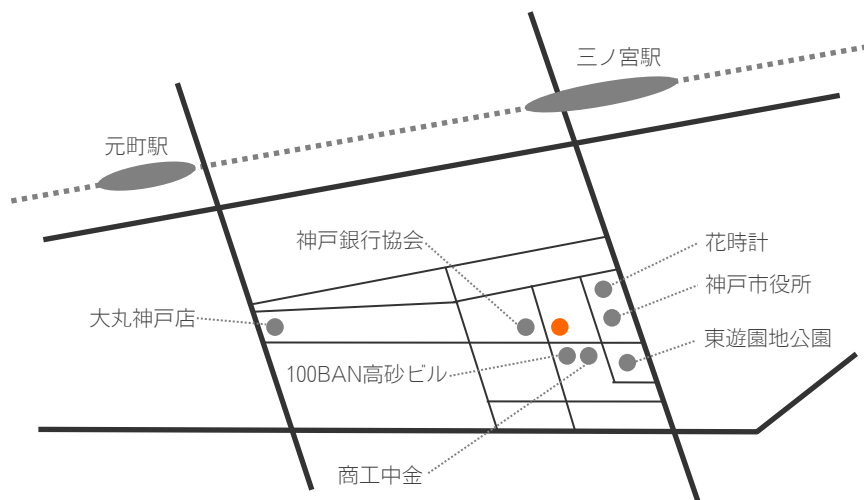 三ノ宮駅
元町駅
神戸銀行協会
花時計
神戸市役所
大丸神戸店
東遊園地公園
100BAN高砂ビル
商工中金